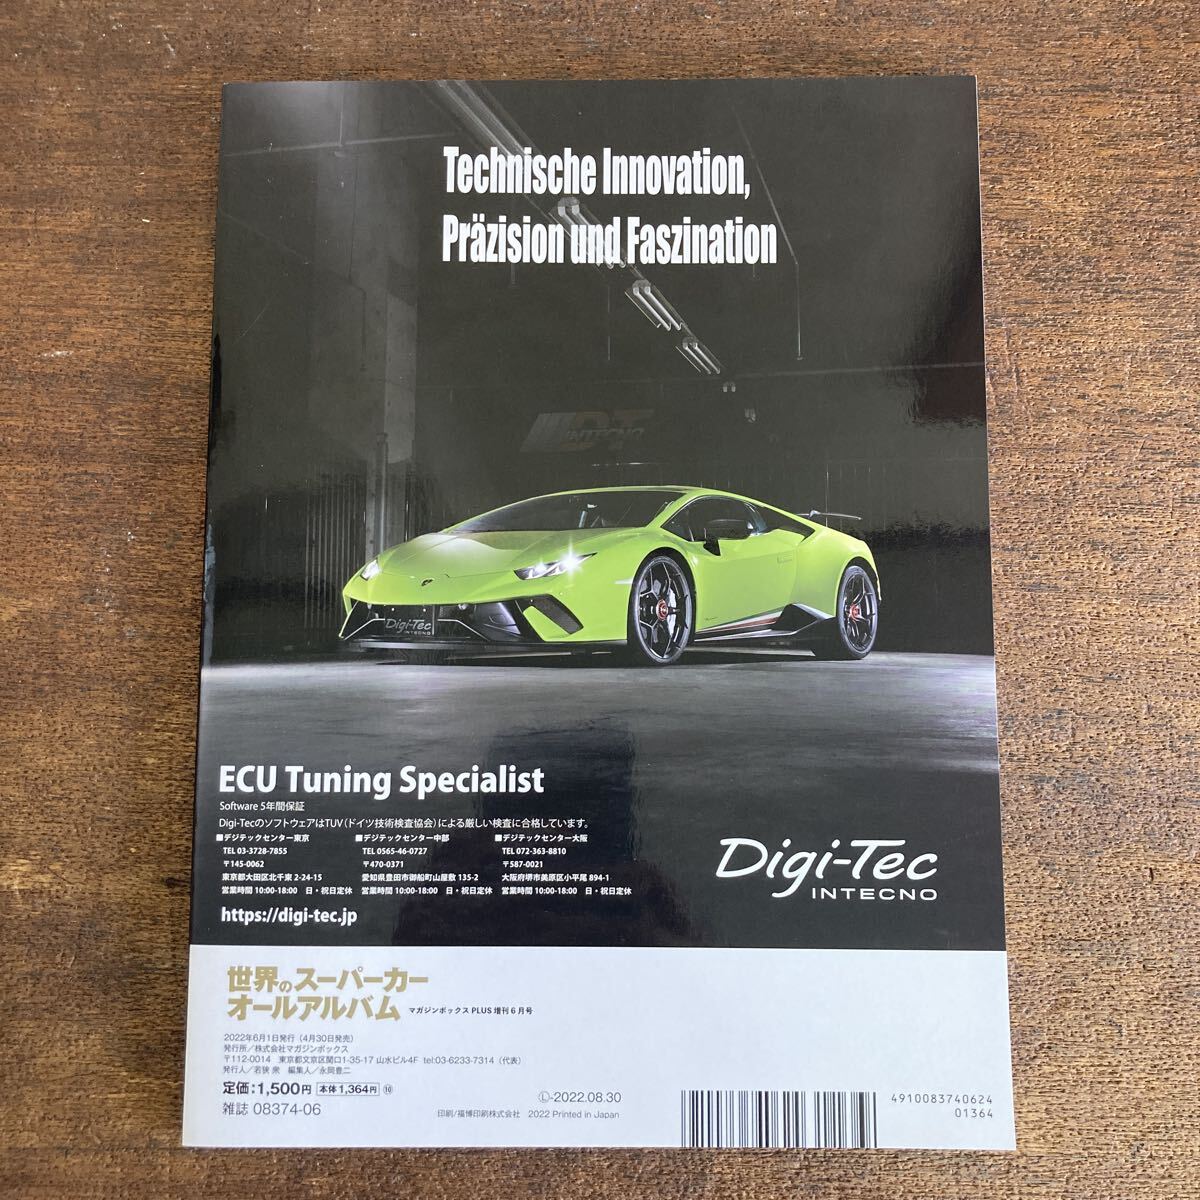 Technische Innovation,
Präzision und Faszination
INTECNO
Digi-Tec
INTECNO
ECU Tuning Specialist
Software 5年間保証
Digi-TecのソフトウェアはTUV(ドイツ技術検査協会)による厳しい検査に合格しています。
■デジテックセンター東京
TEL 03-3728-7855
〒145-0062
東京都大田区北千束 2-24-15
営業時間 10:00-18:00 日・祝日定休
■デジテックセンター中部
TEL 0565-46-0727
〒470-0371
愛知県豊田市御船町山屋敷 135-2
営業時間 10:00-18:00 日・祝日定休
■デジテックセンター大阪
TEL 072-363-8810
〒587-0021
大阪府堺市美原区小平尾 894-1
営業時間 10:00-18:00 日・祝日定休
https://digi-tec.jp
Digi-Tec
INTECNO
世界のスーパーカー
オールアルバム マガジンボックス PLUS 増刊 6 月号
2022年6月1日発行(4月30日発売)
発行所/株式会社マガジンボックス
〒112-0014 東京都文京区関口1-35-17 山水ビル4F tel:03-6233-7314(代表)
発行人/若狹 衆 編集人/永岡豊二
定価:1,500円 本体1,364円 ⑩
雑誌 08374-06
Ⓛ-2022.08.30
印刷/福博印刷株式会社 2022 Printed in Japan
4910083740624
01364